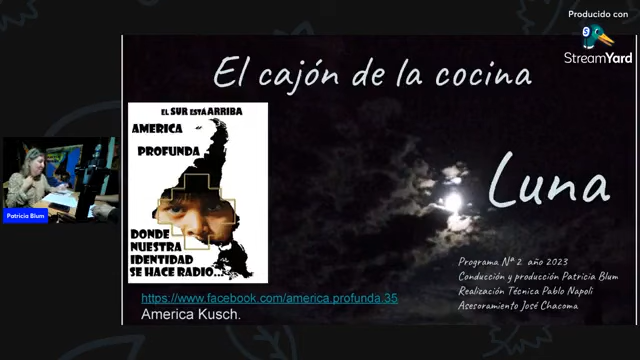 Producido con
StreamYard
El cajón de la cocina
EL SUR ESTÁ ARRIBA
AMERICA
PROFUNDA
DONDE
NUESTRA
IDENTIDAD
SE HACE RADIO...
Luna
Programa Nª 2 año 2023
Conducción y producción Patricia Blum
Realización Técnica Pablo Napoli
Asesoramiento José Chacoma
https://www.facebook.com/america.profunda.35
America Kusch.
Patricia Blum